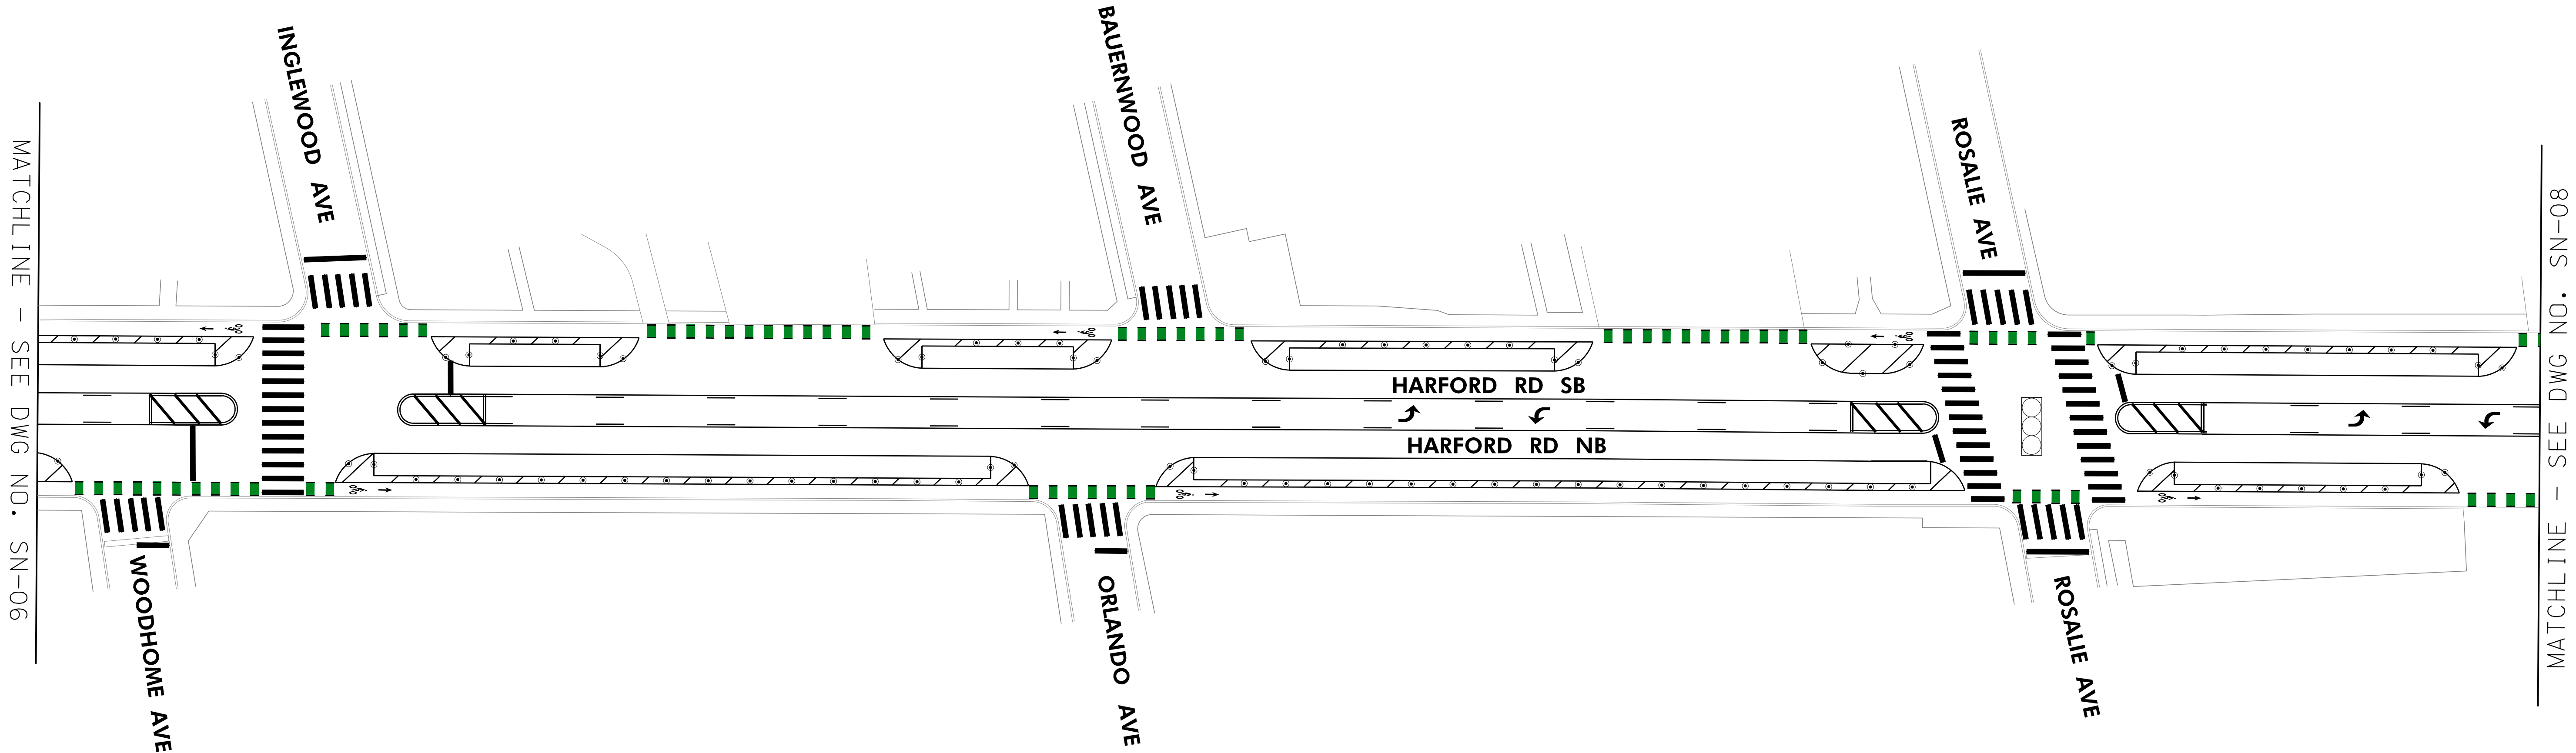 INGLEWOOD AVE
BAUERNWOOD AVE
ROSALIE AVE
MATCHLINE - SEE DWG NO. SN-06
HARFORD RD SB
HARFORD RD NB
MATCHLINE - SEE DWG NO. SN-08
WOODHOME AVE
ORLANDO AVE
ROSALIE AVE